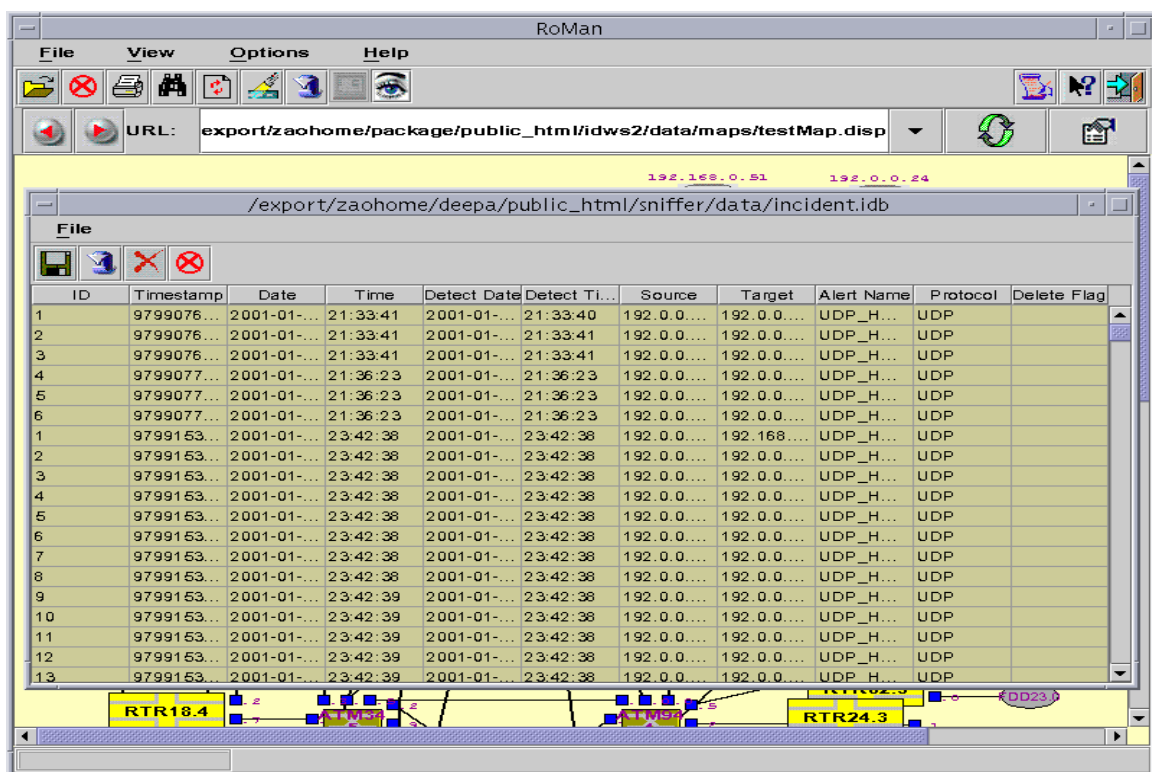 RoMan
File View Options Help
URL: export/zaohome/package/public_html/idws2/data/maps/testMap.disp
192.168.0.51 192.0.0.24
/export/zaohome/deepa/public_html/sniffer/data/incident.idb
File
ID Timestamp Date Time Detect Date Detect Ti... Source Target Alert Name Protocol Delete Flag
1 9799076... 2001-01-... 21:33:41 2001-01-... 21:33:40 192.0.0.... 192.0.0.... UDP_H... UDP
2 9799076... 2001-01-... 21:33:41 2001-01-... 21:33:41 192.0.0.... 192.0.0.... UDP_H... UDP
3 9799076... 2001-01-... 21:33:41 2001-01-... 21:33:41 192.0.0.... 192.0.0.... UDP_H... UDP
4 9799077... 2001-01-... 21:36:23 2001-01-... 21:36:23 192.0.0.... 192.0.0.... UDP_H... UDP
5 9799077... 2001-01-... 21:36:23 2001-01-... 21:36:23 192.0.0.... 192.0.0.... UDP_H... UDP
6 9799077... 2001-01-... 21:36:23 2001-01-... 21:36:23 192.0.0.... 192.0.0.... UDP_H... UDP
1 9799153... 2001-01-... 23:42:38 2001-01-... 23:42:38 192.0.0.... 192.168.... UDP_H... UDP
2 9799153... 2001-01-... 23:42:38 2001-01-... 23:42:38 192.0.0.... 192.0.0.... UDP_H... UDP
3 9799153... 2001-01-... 23:42:38 2001-01-... 23:42:38 192.0.0.... 192.0.0.... UDP_H... UDP
4 9799153... 2001-01-... 23:42:38 2001-01-... 23:42:38 192.0.0.... 192.0.0.... UDP_H... UDP
5 9799153... 2001-01-... 23:42:38 2001-01-... 23:42:38 192.0.0.... 192.0.0.... UDP_H... UDP
6 9799153... 2001-01-... 23:42:38 2001-01-... 23:42:38 192.0.0.... 192.0.0.... UDP_H... UDP
7 9799153... 2001-01-... 23:42:38 2001-01-... 23:42:38 192.0.0.... 192.0.0.... UDP_H... UDP
8 9799153... 2001-01-... 23:42:38 2001-01-... 23:42:38 192.0.0.... 192.0.0.... UDP_H... UDP
9 9799153... 2001-01-... 23:42:39 2001-01-... 23:42:38 192.0.0.... 192.0.0.... UDP_H... UDP
10 9799153... 2001-01-... 23:42:39 2001-01-... 23:42:38 192.0.0.... 192.0.0.... UDP_H... UDP
11 9799153... 2001-01-... 23:42:39 2001-01-... 23:42:38 192.0.0.... 192.0.0.... UDP_H... UDP
12 9799153... 2001-01-... 23:42:39 2001-01-... 23:42:38 192.0.0.... 192.0.0.... UDP_H... UDP
13 9799153... 2001-01-... 23:42:39 2001-01-... 23:42:38 192.0.0.... 192.0.0.... UDP_H... UDP
RTR18.4 ATM34 ATM94 RTR24.3